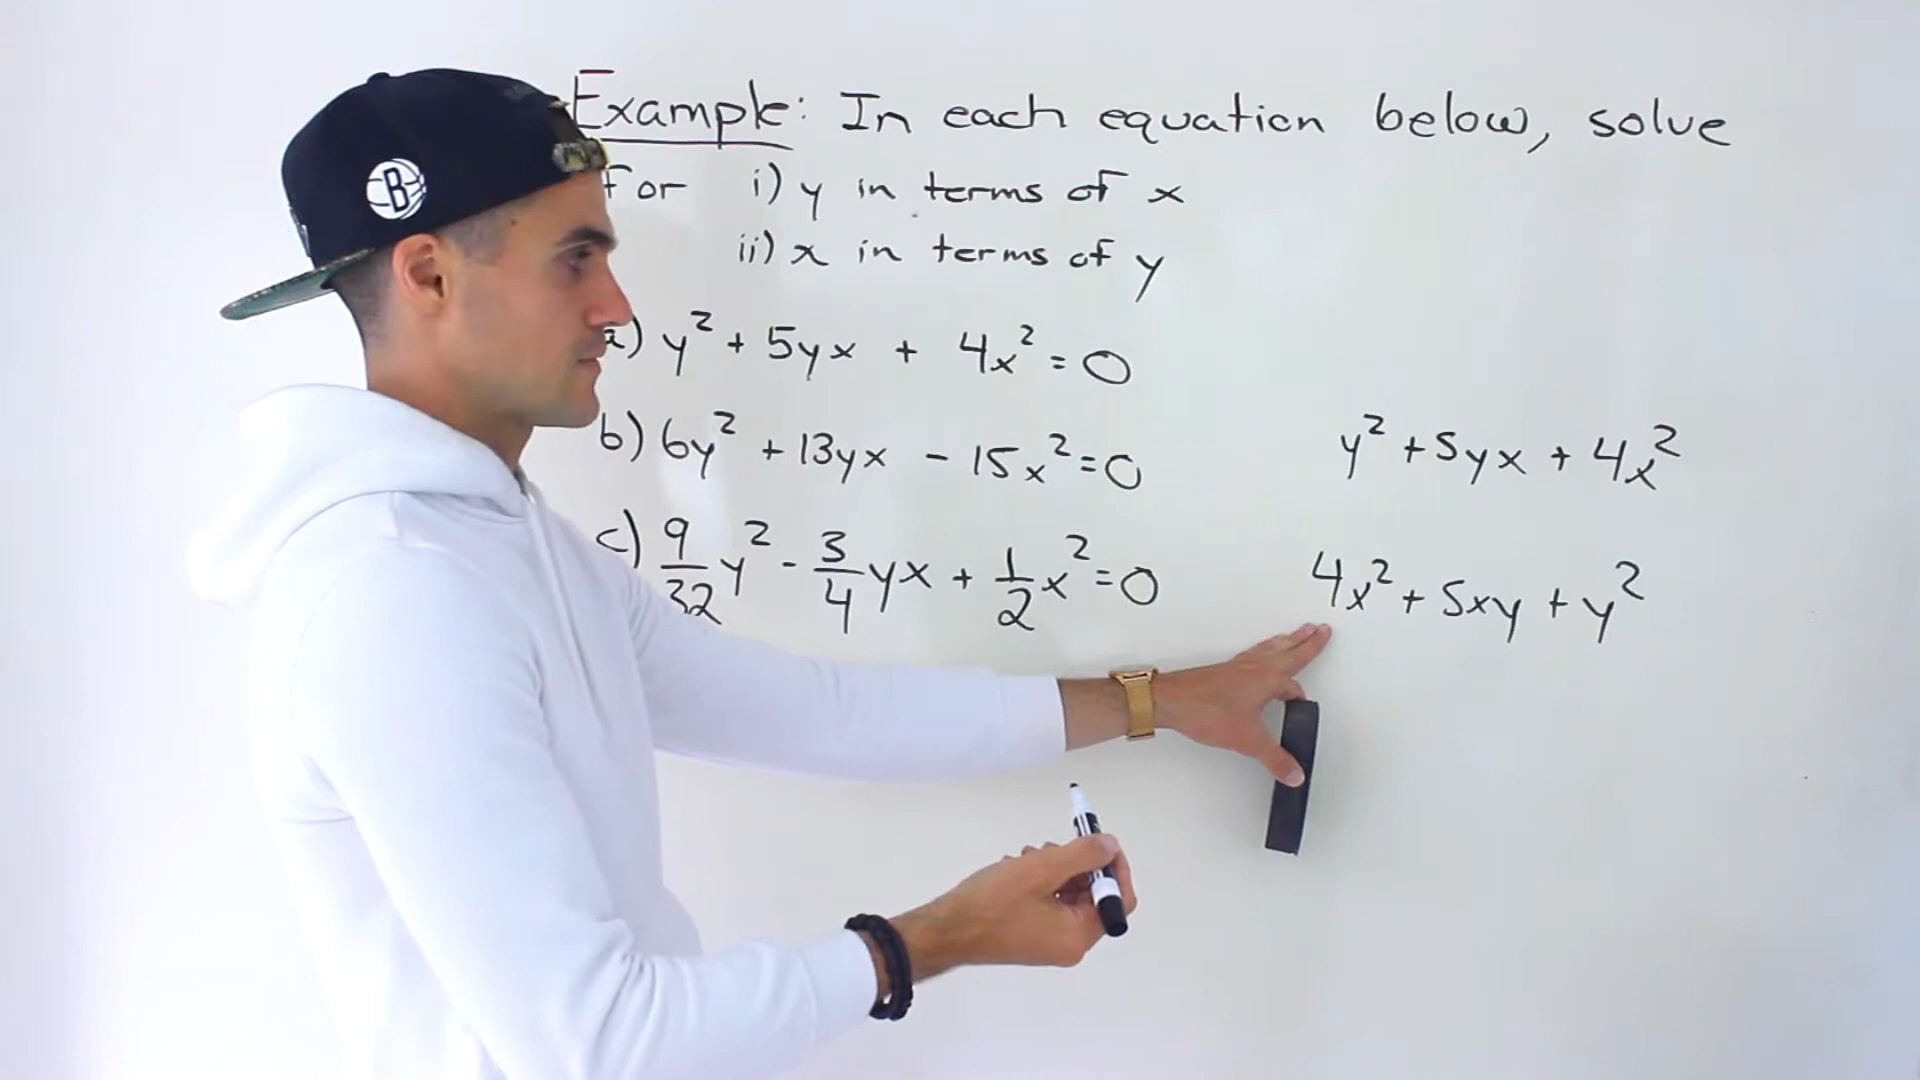 Example: In each equation below, solve
for i) y in terms of x
ii) x in terms of y
a) y² + 5yx + 4x² = 0
b) 6y² + 13yx - 15x² = 0
c) 9/32 y² - 3/4 yx + 1/2 x² = 0
y² + 5yx + 4x²
4x² + 5xy + y²
B